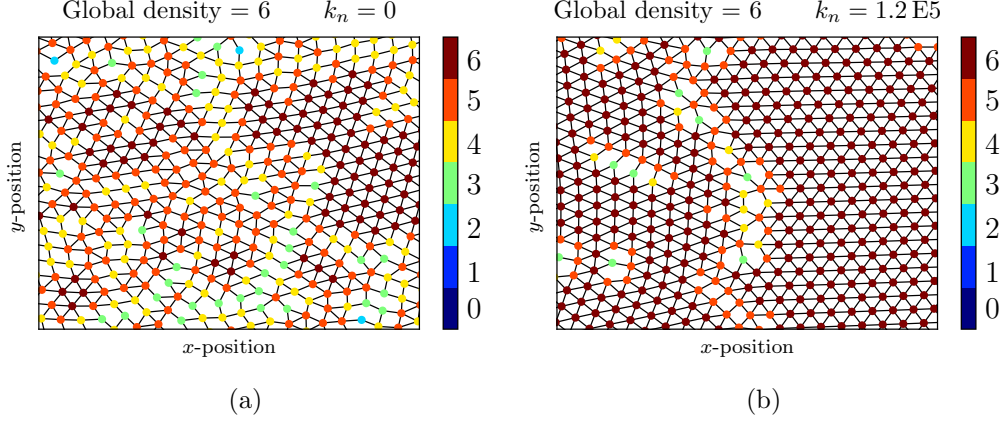 Global density = 6 k_n = 0
6
5
4
3
2
1
0
y-position
x-position
(a)
Global density = 6 k_n = 1.2 E5
6
5
4
3
2
1
0
y-position
x-position
(b)